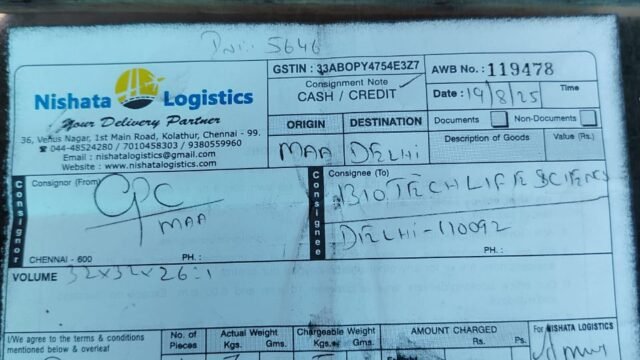 5646
GSTIN : 33ABOPY4754E3Z7
AWB No. : 119478
Consignment Note
CASH / CREDIT
Date : 19/8/25
Time
Nishata Logistics
Your Delivery Partner
36, Venus Nagar, 1st Main Road, Kolathur, Chennai - 99.
☎ 044-48524280 / 7010458303 / 9380559960
Email : nishatalogistics@gmail.com
Website : www.nishatalogistics.com
ORIGIN DESTINATION
MAA DELHI
Documents Non-Documents
Description of Goods Value (Rs.)
Consignor
Consignor (From)
CPC
MAA
CHENNAI - 600 PH. :
Consignee
Consignee (To)
BIOTECH LIFE SCIENCES
DELHI-110092
PH. :
VOLUME 32x32x26:1
I/We agree to the terms & conditions
mentioned below & overleaf
No. of
Pieces
Actual Weight
Kgs. Gms.
Chargeable Weight
Kgs. Gms.
AMOUNT CHARGED
Rs. Ps.
For NISHATA LOGISTICS